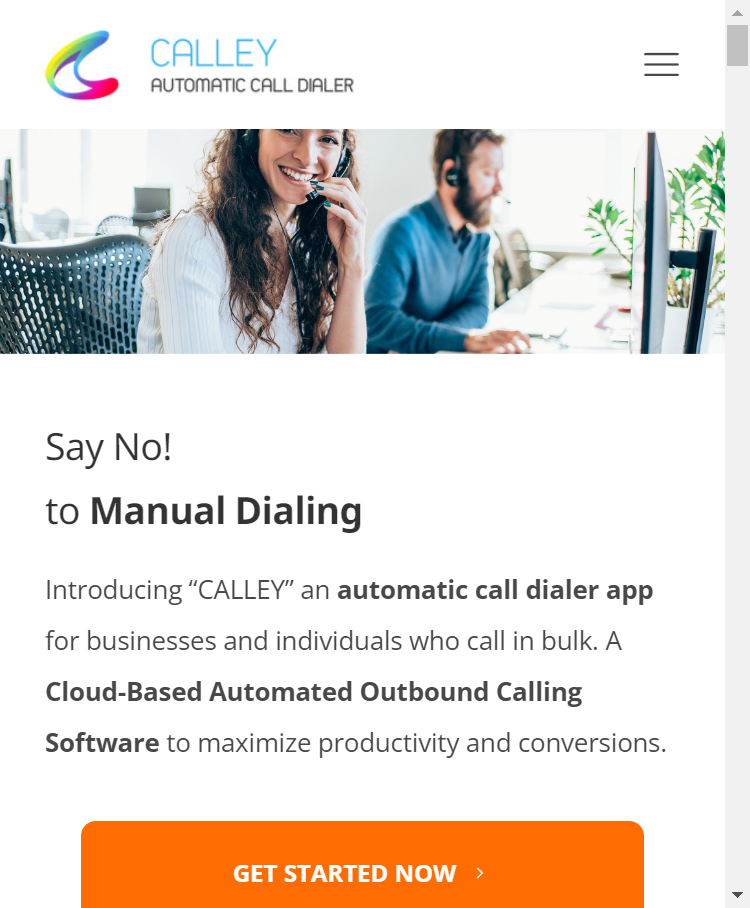 CALLEY
AUTOMATIC CALL DIALER
Say No!
to Manual Dialing
Introducing “CALLEY” an automatic call dialer app
for businesses and individuals who call in bulk. A
Cloud-Based Automated Outbound Calling
Software to maximize productivity and conversions.
GET STARTED NOW